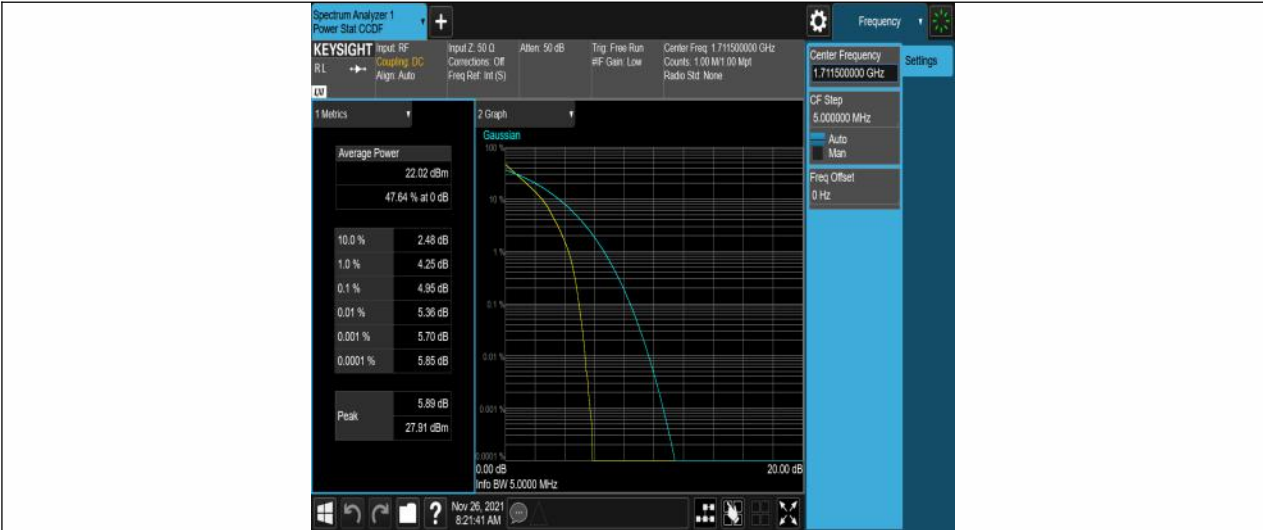 Spectrum Analyzer 1
Power Stat CCDF
Frequency
KEYSIGHT
RL
LV
Input: RF
Coupling: DC
Align: Auto
Input Z: 50 Ω
Corrections: Off
Freq Ref: Int (S)
Atten: 50 dB
Trig: Free Run
#IF Gain: Low
Center Freq: 1.711500000 GHz
Counts: 1.00 M/1.00 Mpt
Radio Std: None
Center Frequency
1.711500000 GHz
Settings
CF Step
5.000000 MHz
Auto
Man
Freq Offset
0 Hz
1 Metrics
Average Power
22.02 dBm
47.64 % at 0 dB
10.0 % 2.48 dB
1.0 % 4.25 dB
0.1 % 4.95 dB
0.01 % 5.36 dB
0.001 % 5.70 dB
0.0001 % 5.85 dB
Peak
5.89 dB
27.91 dBm
2 Graph
Gaussian
100 %
10 %
1 %
0.1 %
0.01 %
0.001 %
0.0001 %
0.00 dB 20.00 dB
Info BW 5.0000 MHz
Nov 26, 2021
8:21:41 AM